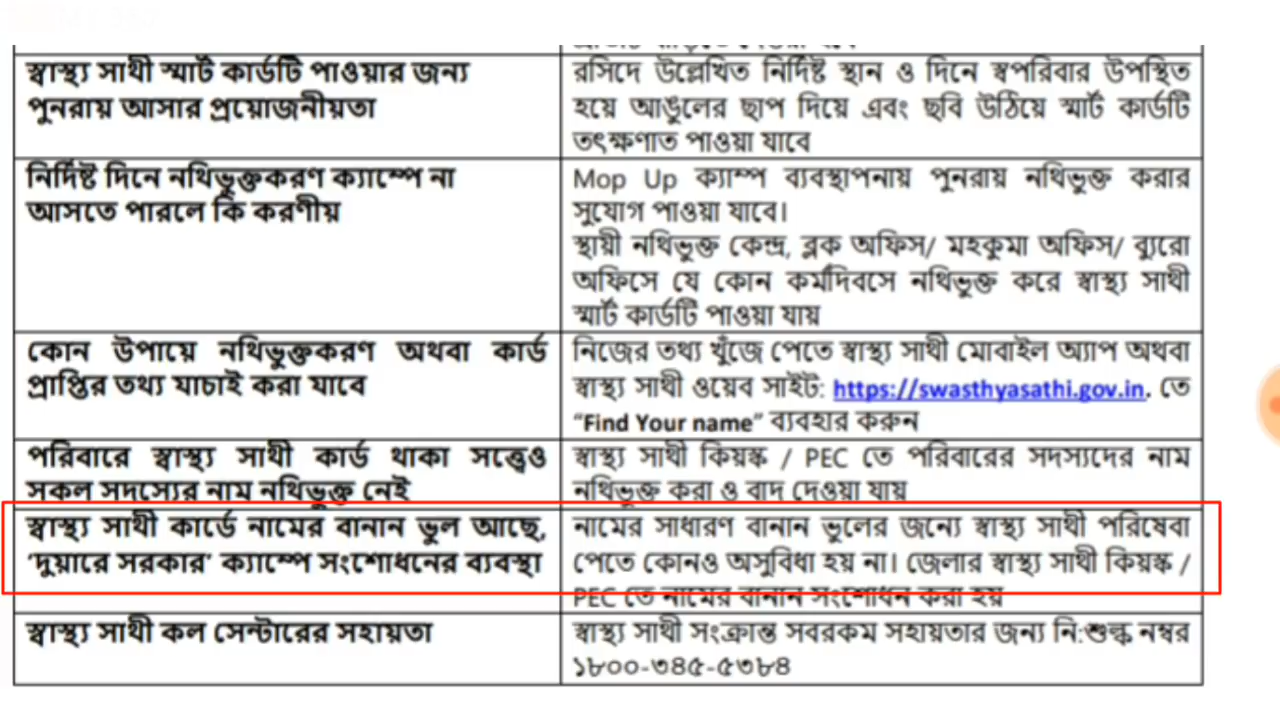 স্বাস্থ্য সাথী স্মার্ট কার্ডটি পাওয়ার জন্য
পুনরায় আসার প্রয়োজনীয়তা
রসিদে উল্লেখিত নির্দিষ্ট স্থান ও দিনে স্বপরিবার উপস্থিত
হয়ে আঙুলের ছাপ দিয়ে এবং ছবি উঠিয়ে স্মার্ট কার্ডটি
তৎক্ষণাত পাওয়া যাবে
নির্দিষ্ট দিনে নথিভুক্তকরণ ক্যাম্পে না
আসতে পারলে কি করণীয়
Mop Up ক্যাম্প ব্যবস্থাপনায় পুনরায় নথিভুক্ত করার
সুযোগ পাওয়া যাবে।
স্থায়ী নথিভুক্ত কেন্দ্র, ব্লক অফিস/ মহকুমা অফিস/ ব্যুরো
অফিসে যে কোন কর্মদিবসে নথিভুক্ত করে স্বাস্থ্য সাথী
স্মার্ট কার্ডটি পাওয়া যায়
কোন উপায়ে নথিভুক্তকরণ অথবা কার্ড
প্রাপ্তির তথ্য যাচাই করা যাবে
নিজের তথ্য খুঁজে পেতে স্বাস্থ্য সাথী মোবাইল অ্যাপ অথবা
স্বাস্থ্য সাথী ওয়েব সাইট: https://swasthyasathi.gov.in. তে
“Find Your name” ব্যবহার করুন
পরিবারে স্বাস্থ্য সাথী কার্ড থাকা সত্ত্বেও
সকল সদস্যের নাম নথিভুক্ত নেই
স্বাস্থ্য সাথী কিয়স্ক / PEC তে পরিবারের সদস্যদের নাম
নথিভুক্ত করা ও বাদ দেওয়া যায়
স্বাস্থ্য সাথী কার্ডে নামের বানান ভুল আছে,
‘দুয়ারে সরকার’ ক্যাম্পে সংশোধনের ব্যবস্থা
নামের সাধারণ বানান ভুলের জন্যে স্বাস্থ্য সাথী পরিষেবা
পেতে কোনও অসুবিধা হয় না। জেলার স্বাস্থ্য সাথী কিয়স্ক /
PEC তে নামের বানান সংশোধন করা হয়
স্বাস্থ্য সাথী কল সেন্টারের সহায়তা
স্বাস্থ্য সাথী সংক্রান্ত সবরকম সহায়তার জন্য নি:শুল্ক নম্বর
১৮০০-৩৪৫-৫৩৮৪